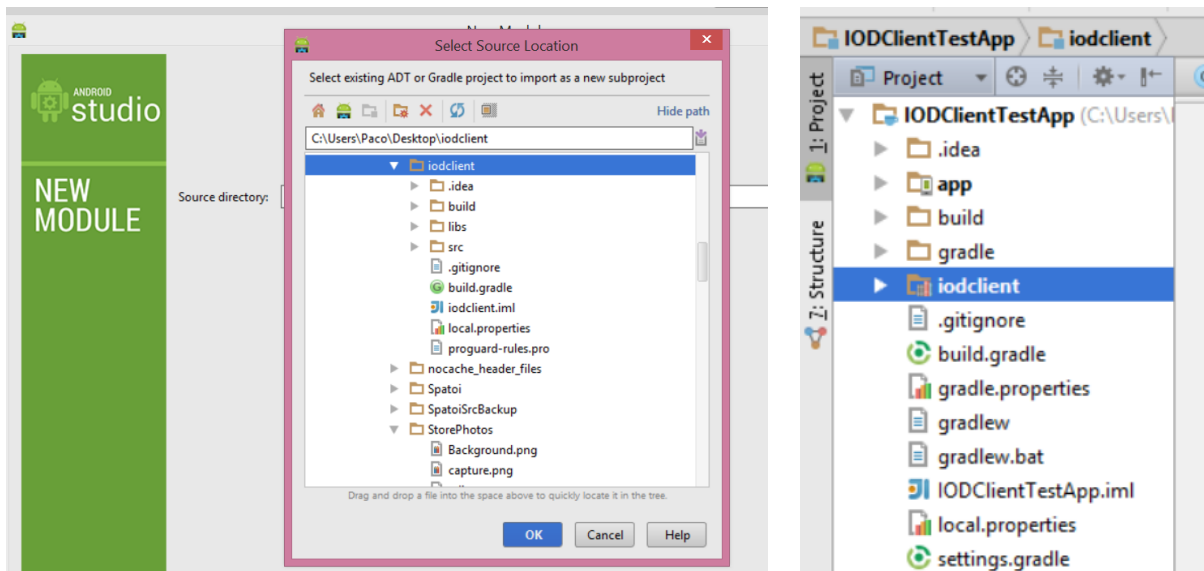 New Module
Select Source Location
Select existing ADT or Gradle project to import as a new subproject
Hide path
C:\Users\Paco\Desktop\iodclient
ANDROID
studio
NEW
MODULE
Source directory:
iodclient
.idea
build
libs
src
.gitignore
build.gradle
iodclient.iml
local.properties
proguard-rules.pro
nocache_header_files
Spatoi
SpatoiSrcBackup
StorePhotos
Background.png
capture.png
Drag and drop a file into the space above to quickly locate it in the tree.
OK Cancel Help
IODClientTestApp iodclient
1: Project
7: Structure
Project
IODClientTestApp (C:\Users\
.idea
app
build
gradle
iodclient
.gitignore
build.gradle
gradle.properties
gradlew
gradlew.bat
IODClientTestApp.iml
local.properties
settings.gradle